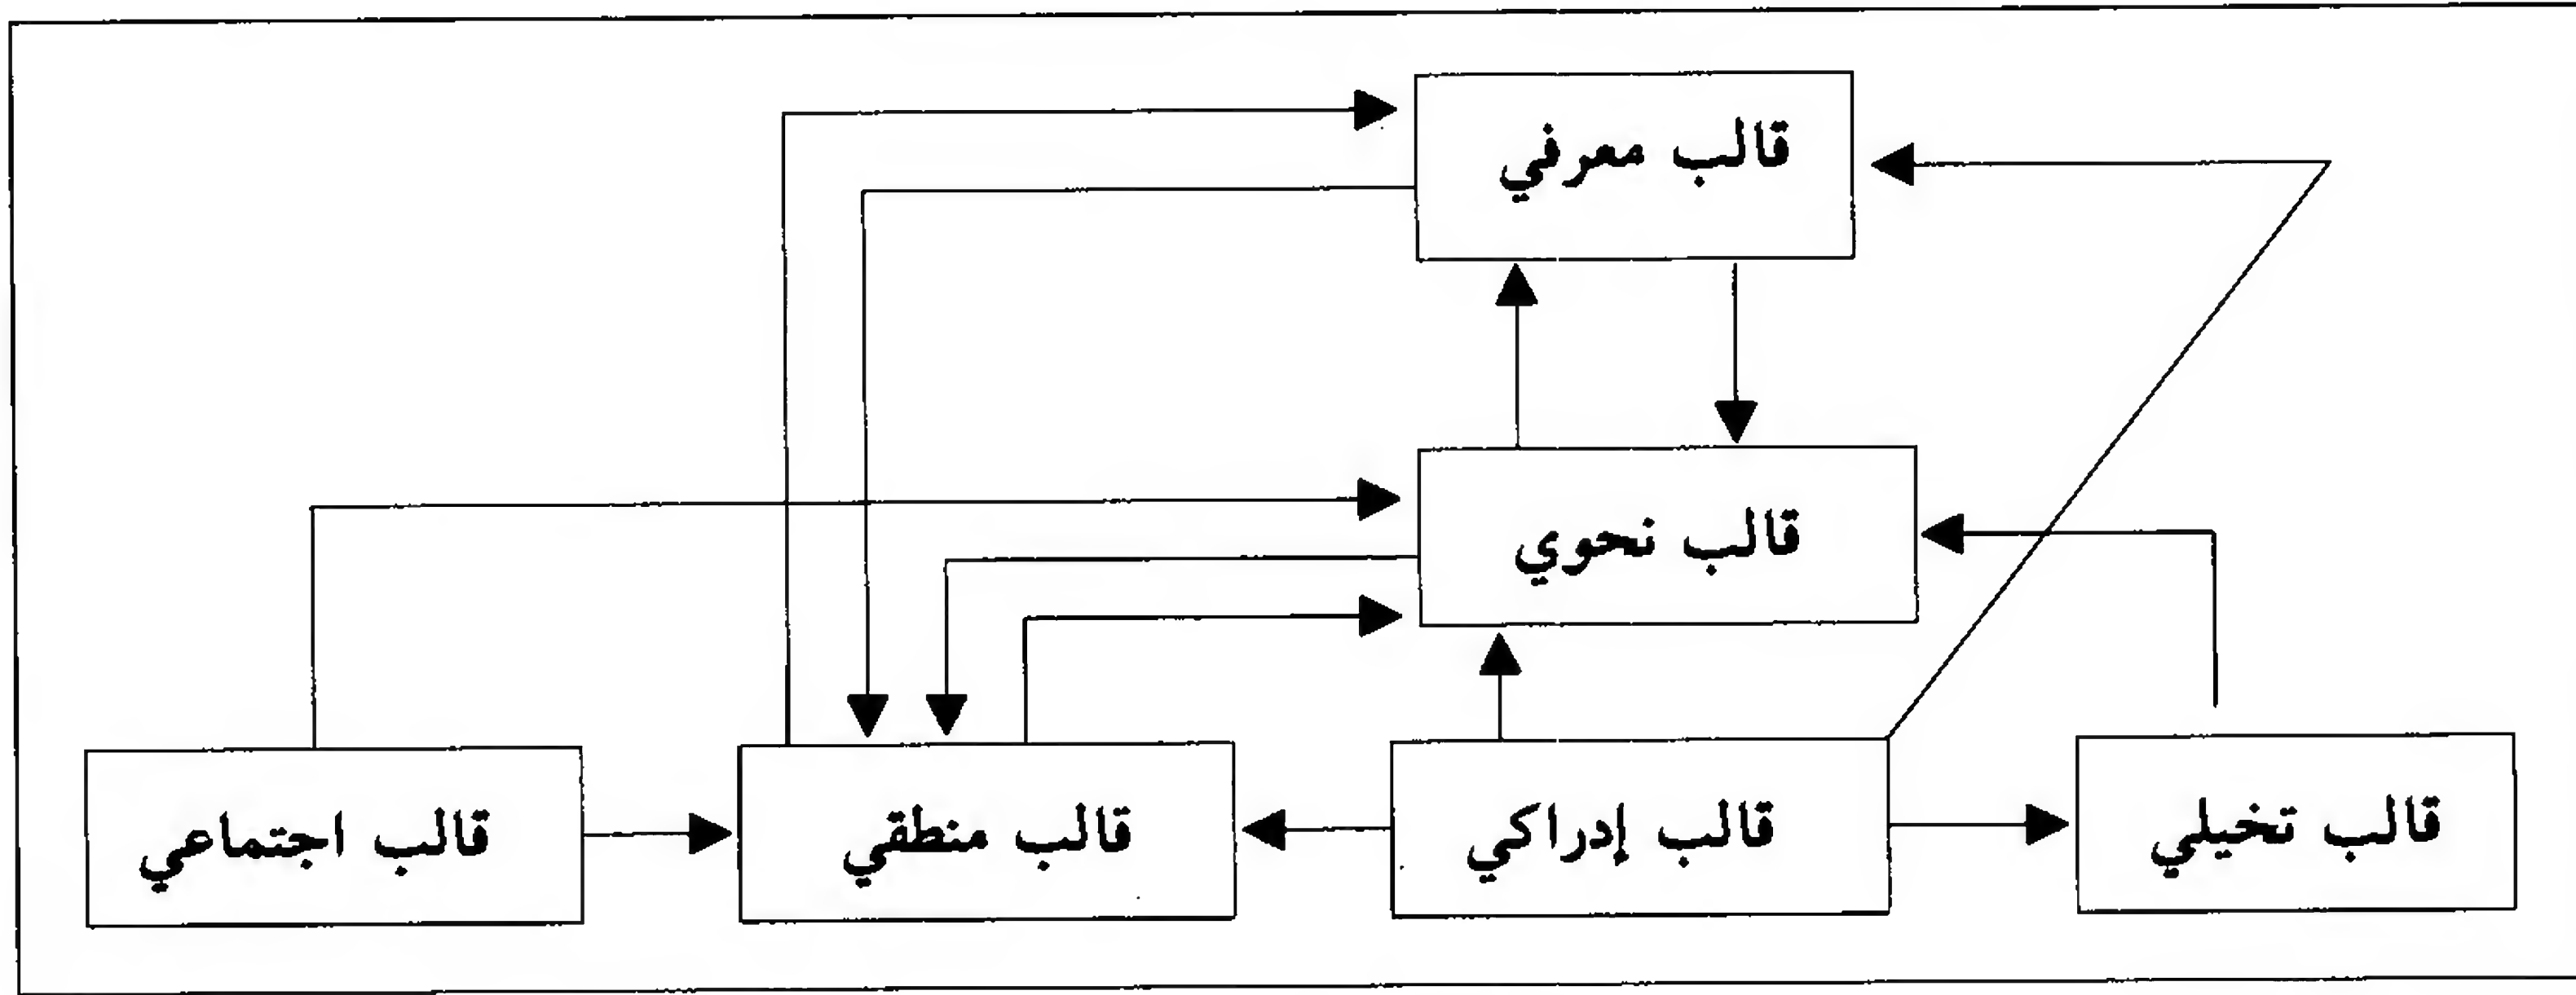 قالب معرفي
قالب نحوي
قالب تخيلي
قالب إدراكي
قالب منطقي
قالب اجتماعي